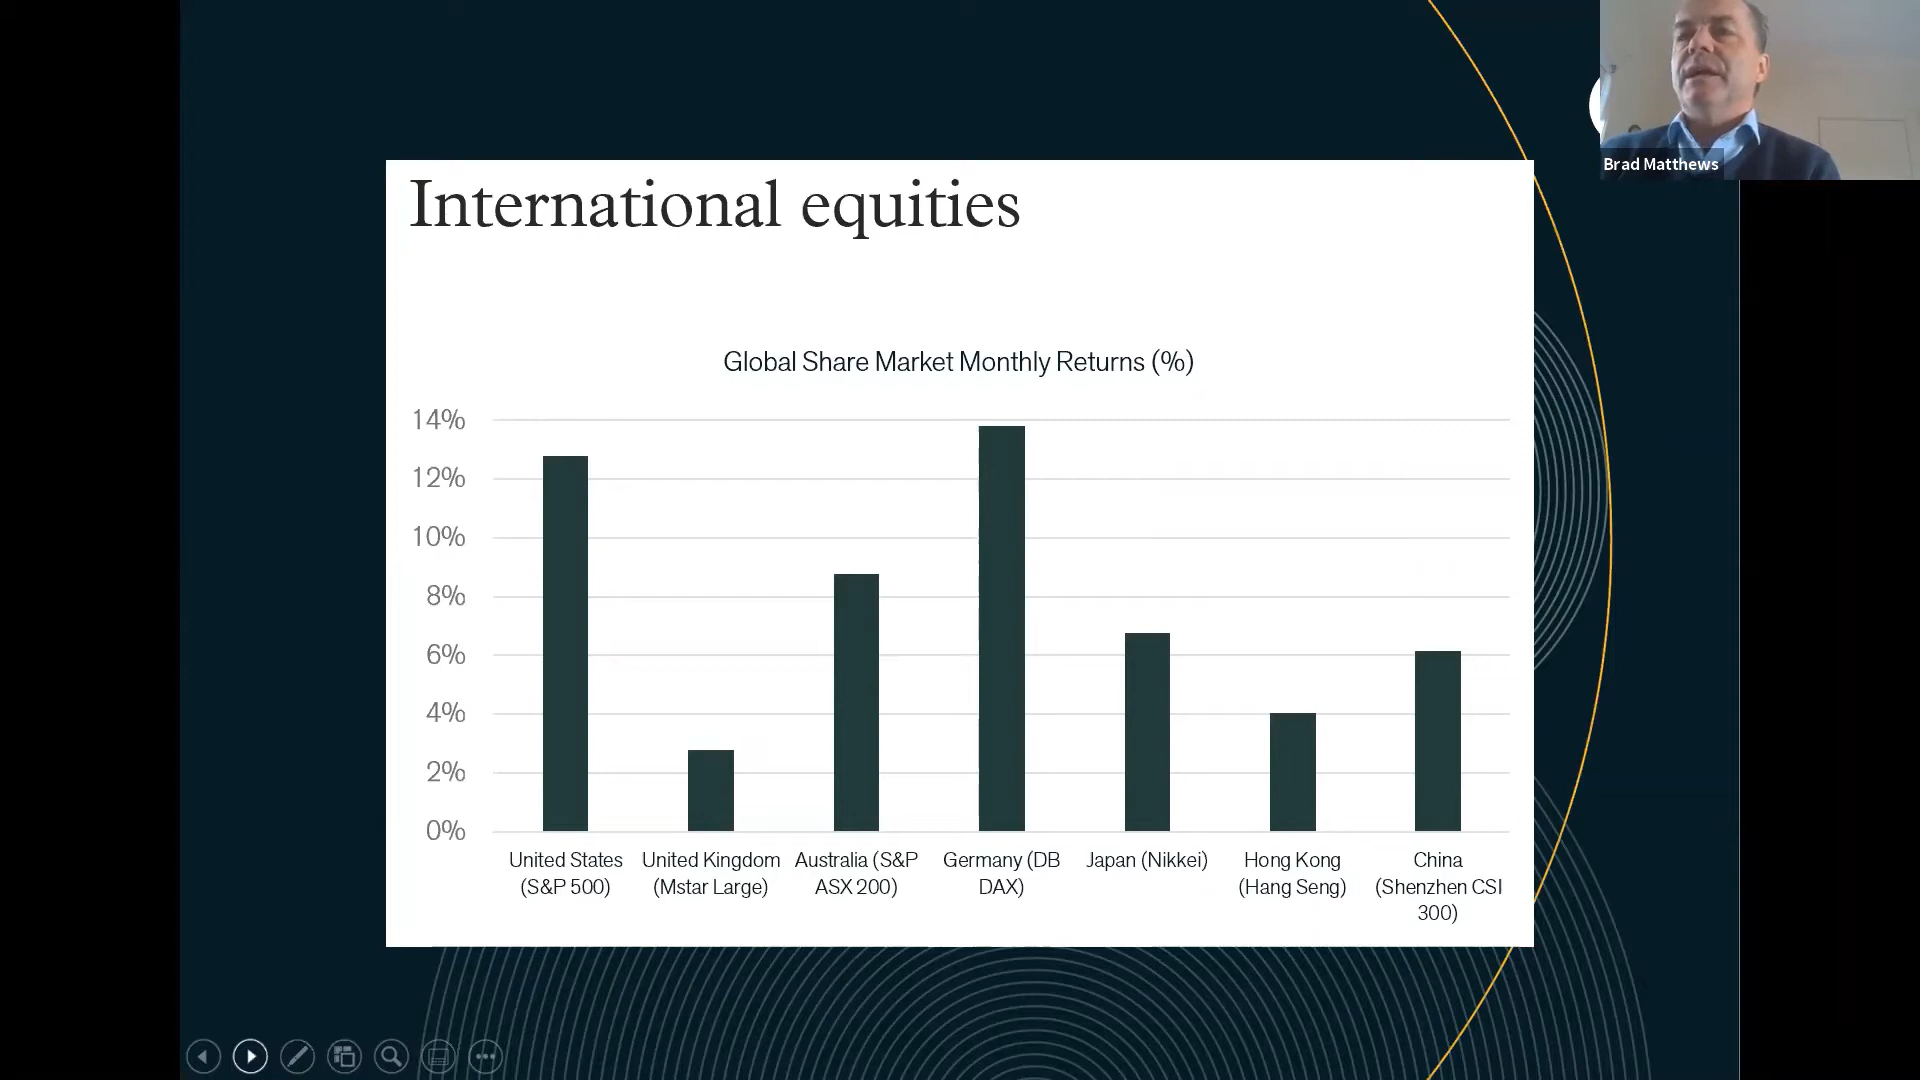 Brad Matthews
International equities
Global Share Market Monthly Returns (%)
14%
12%
10%
8%
6%
4%
2%
0%
United States
(S&P 500)
United Kingdom
(Mstar Large)
Australia (S&P
ASX 200)
Germany (DB
DAX)
Japan (Nikkei)
Hong Kong
(Hang Seng)
China
(Shenzhen CSI
300)